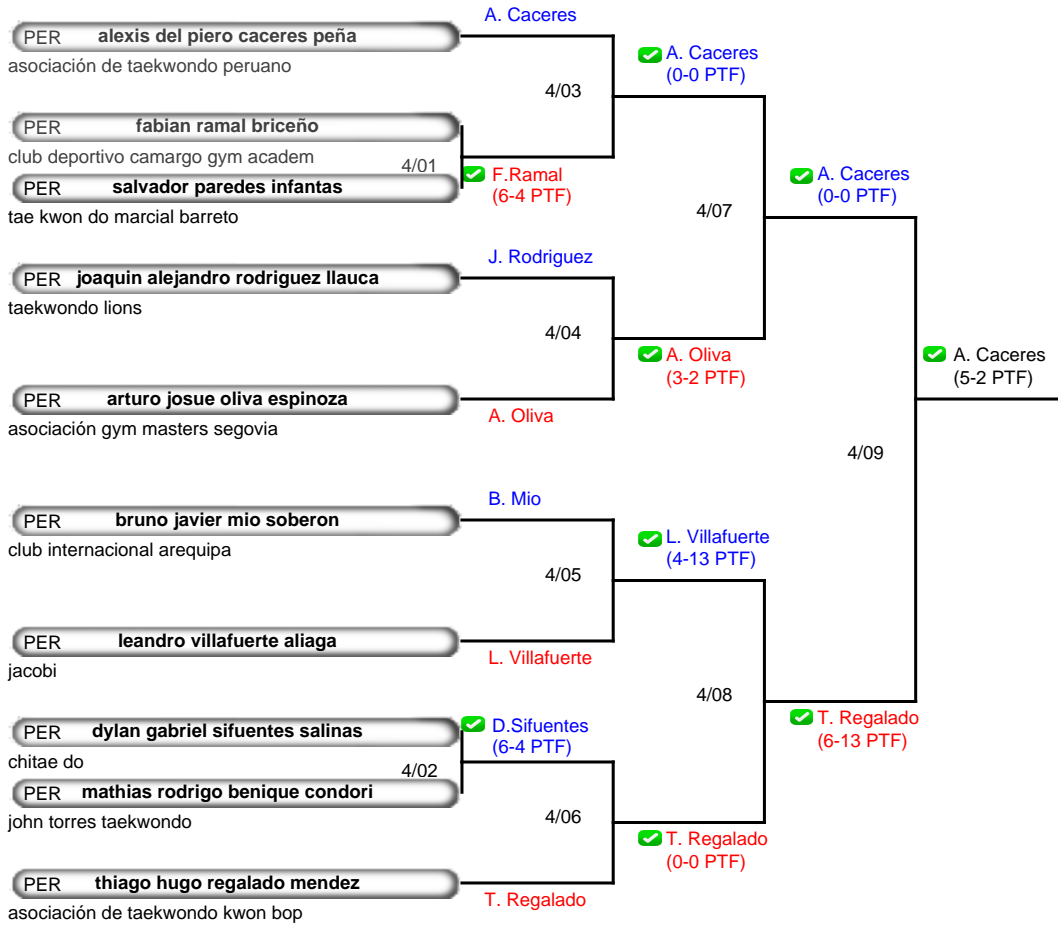 A. Caceres
PER alexis del piero caceres peña
asociación de taekwondo peruano
A. Caceres
(0-0 PTF)
4/03
PER fabian ramal briceño
club deportivo camargo gym academ
4/01
F.Ramal
(6-4 PTF)
PER salvador paredes infantas
tae kwon do marcial barreto
A. Caceres
(0-0 PTF)
4/07
J. Rodriguez
PER joaquin alejandro rodriguez llauca
taekwondo lions
4/04
A. Oliva
(3-2 PTF)
A. Caceres
(5-2 PTF)
PER arturo josue oliva espinoza
A. Oliva
asociación gym masters segovia
4/09
B. Mio
PER bruno javier mio soberon
club internacional arequipa
L. Villafuerte
(4-13 PTF)
4/05
PER leandro villafuerte aliaga
L. Villafuerte
jacobi
4/08
D.Sifuentes
(6-4 PTF)
PER dylan gabriel sifuentes salinas
chitae do
T. Regalado
(6-13 PTF)
4/02
PER mathias rodrigo benique condori
john torres taekwondo
4/06
T. Regalado
(0-0 PTF)
PER thiago hugo regalado mendez
T. Regalado
asociación de taekwondo kwon bop